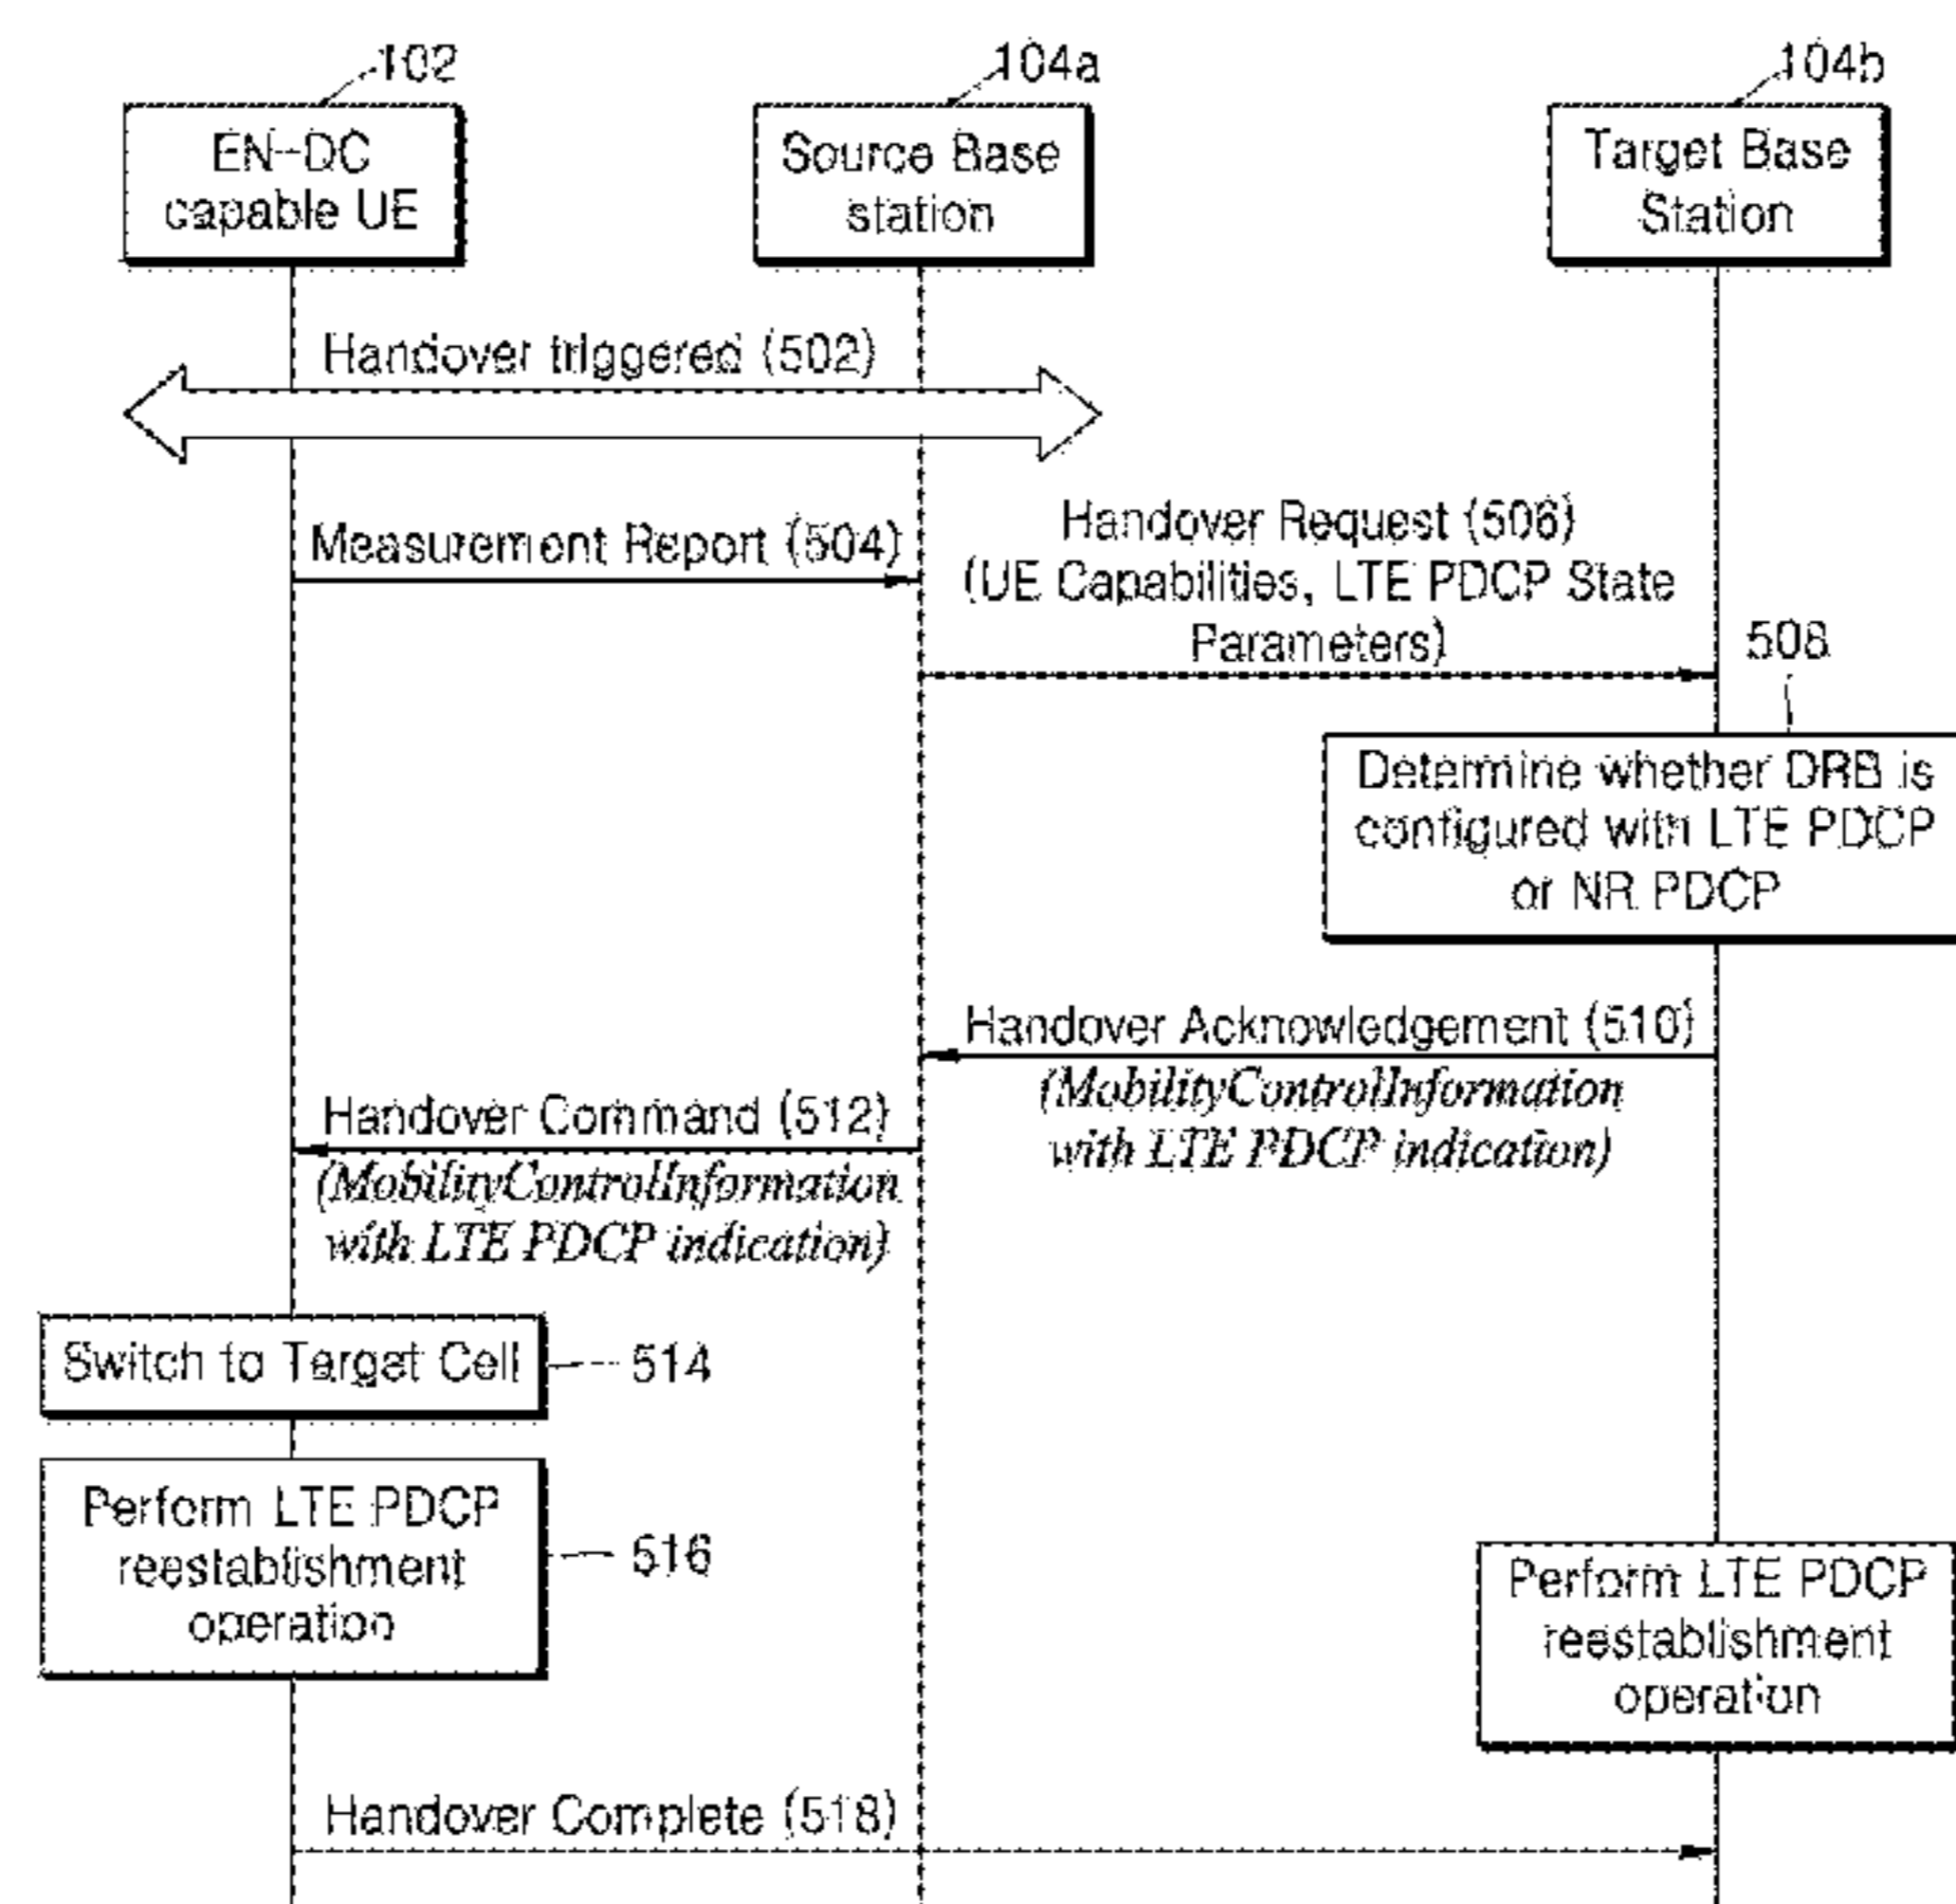 102
104a
104b
EN-DC
capable UE
Source Base
station
Target Base
Station
Handover triggered (502)
Measurement Report (504)
Handover Request (506)
(UE Capabilities, LTE PDCP State
Parameters)
508
Determine whether DRB is
configured with LTE PDCP
or NR PDCP
Handover Acknowledgement (510)
(MobilityControlInformation
with LTE PDCP indication)
Handover Command (512)
(MobilityControlInformation
with LTE PDCP indication)
Switch to Target Cell
514
Perform LTE PDCP
reestablishment
operation
516
Perform LTE PDCP
reestablishment
operation
Handover Complete (518)